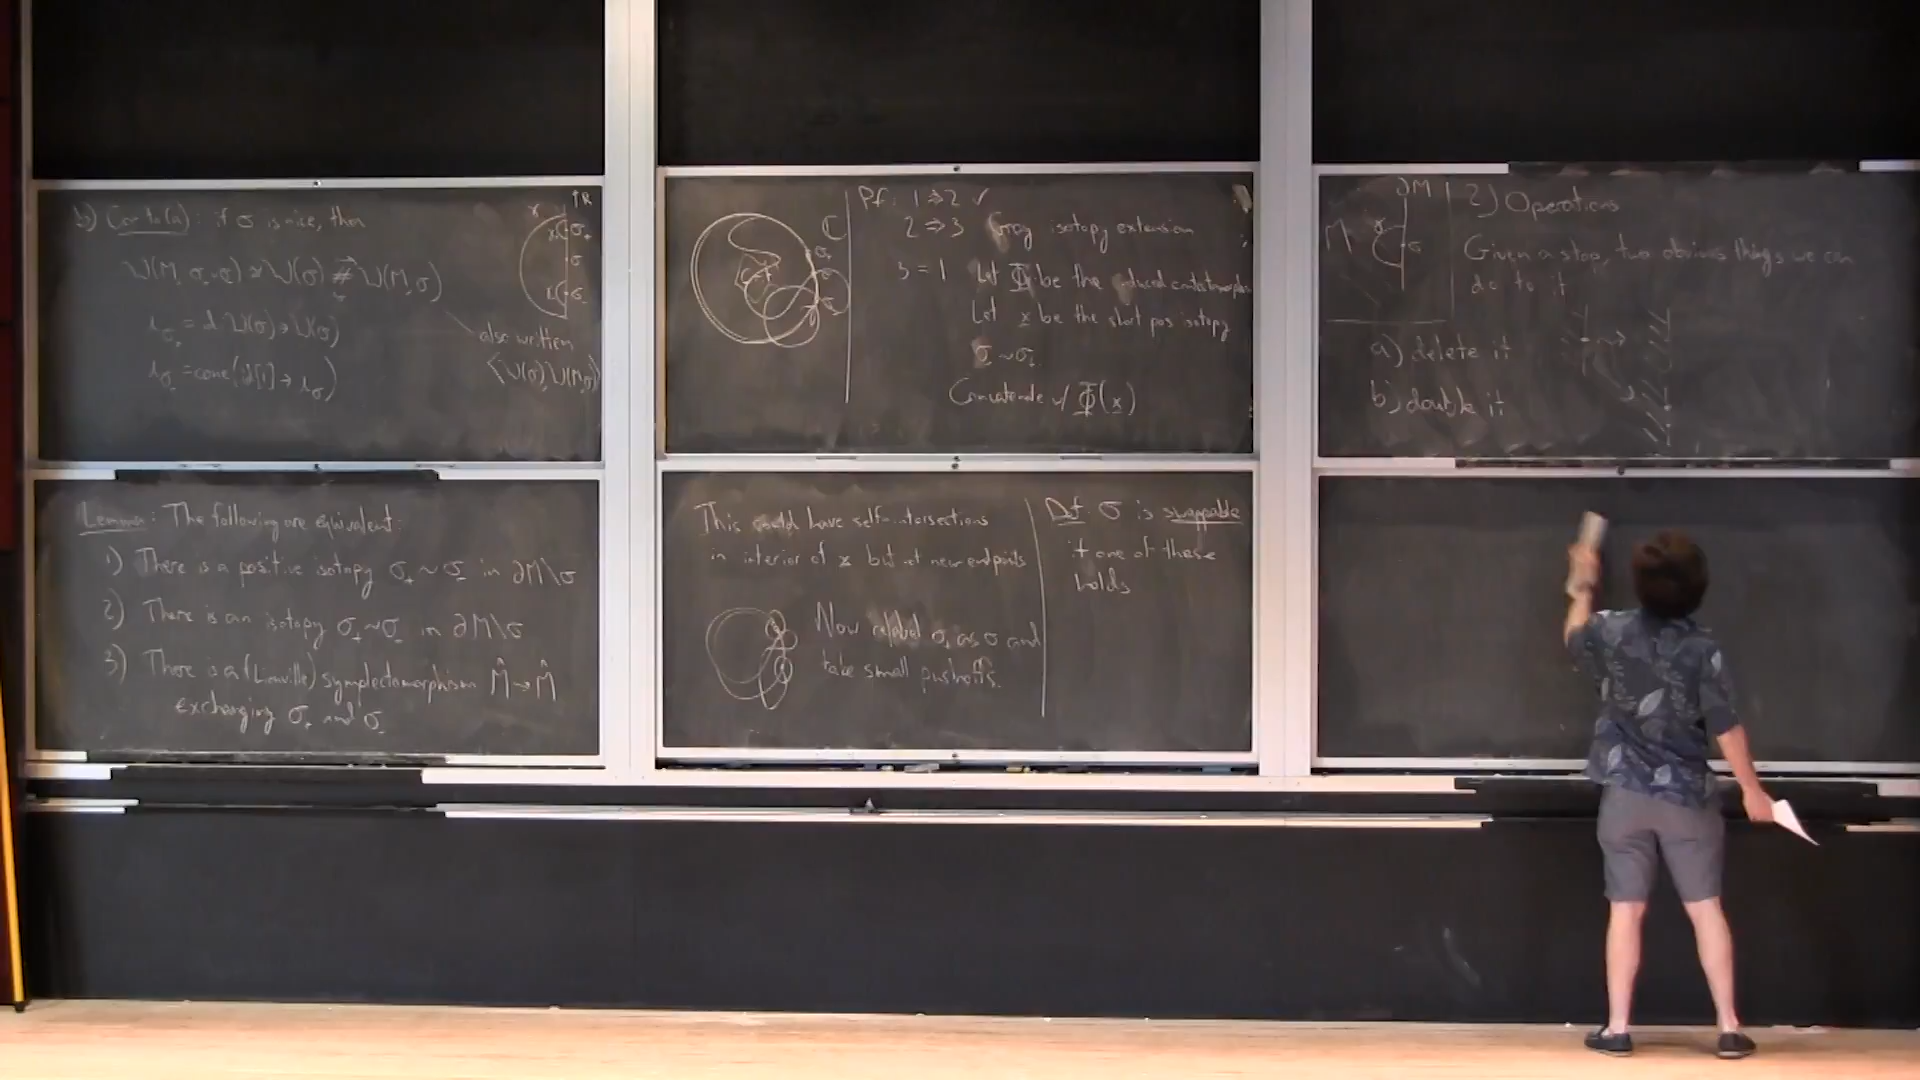 b) Cor to (a): if σ is nice, then
also written
↑R
σ₊
σ
σ₋
Lemma: The following are equivalent:
1) There is a positive isotopy σ₊ ~ σ₋ in ∂M\σ
2) There is an isotopy σ₊ ~ σ₋ in ∂M\σ
3) There is a (Liouville) symplectomorphism M̂ → M̂
exchanging σ₊ and σ₋
ℂ
Pf: 1 ⇒ 2 ✓
2 ⇒ 3 Gray isotopy extension
Let Φ be the induced contactomorphism
Let x be the short pos isotopy
Concatenate w/ Φ(x)
This could have self-intersections
in interior of x but not near endpoints
Now relabel σ₊ as σ and
take small pushoffs.
Def: σ is swappable
if one of these
holds
∂M
M
σ
2) Operations
Given a stop, two obvious things we can
do to it
a) delete it
b) double it